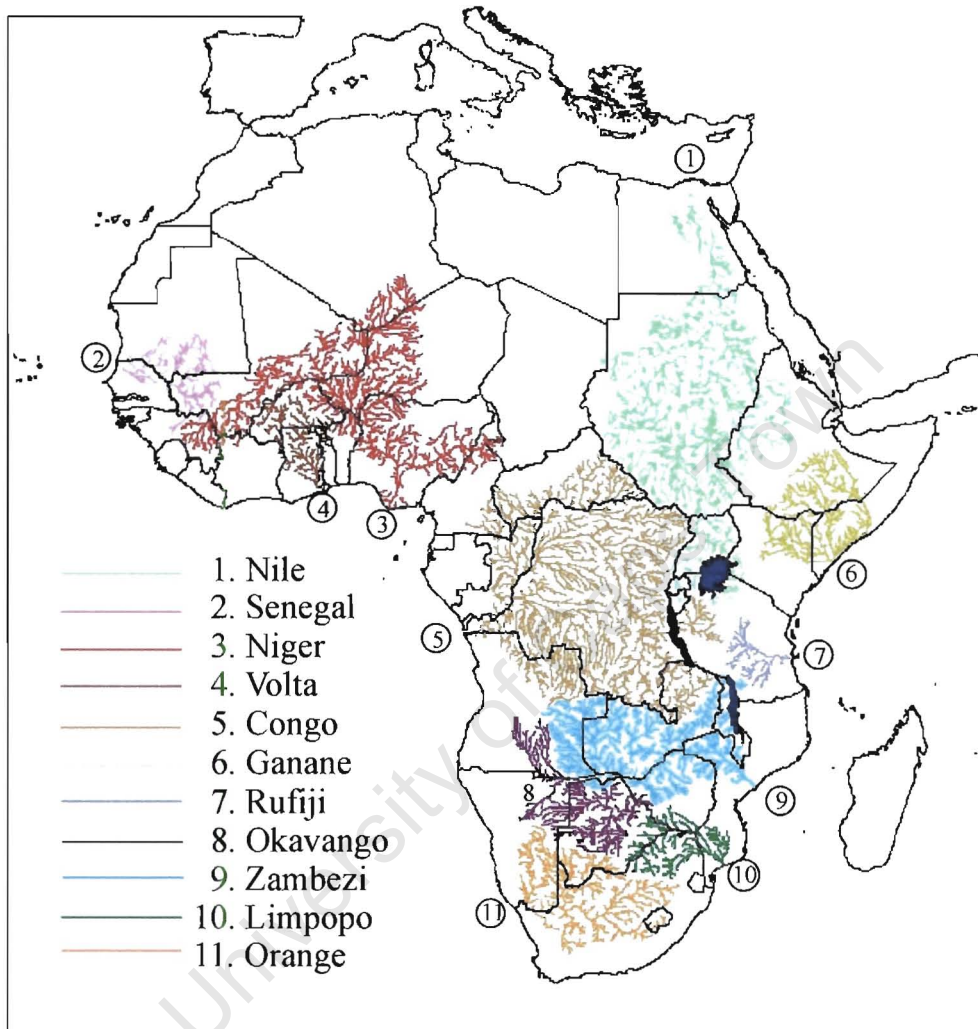 ①
②
④
③
⑥
⑤
⑦
8
⑨
⑩
⑪
1. Nile
2. Senegal
3. Niger
4. Volta
5. Congo
6. Ganane
7. Rufiji
8. Okavango
9. Zambezi
10. Limpopo
11. Orange
University of Cape Town